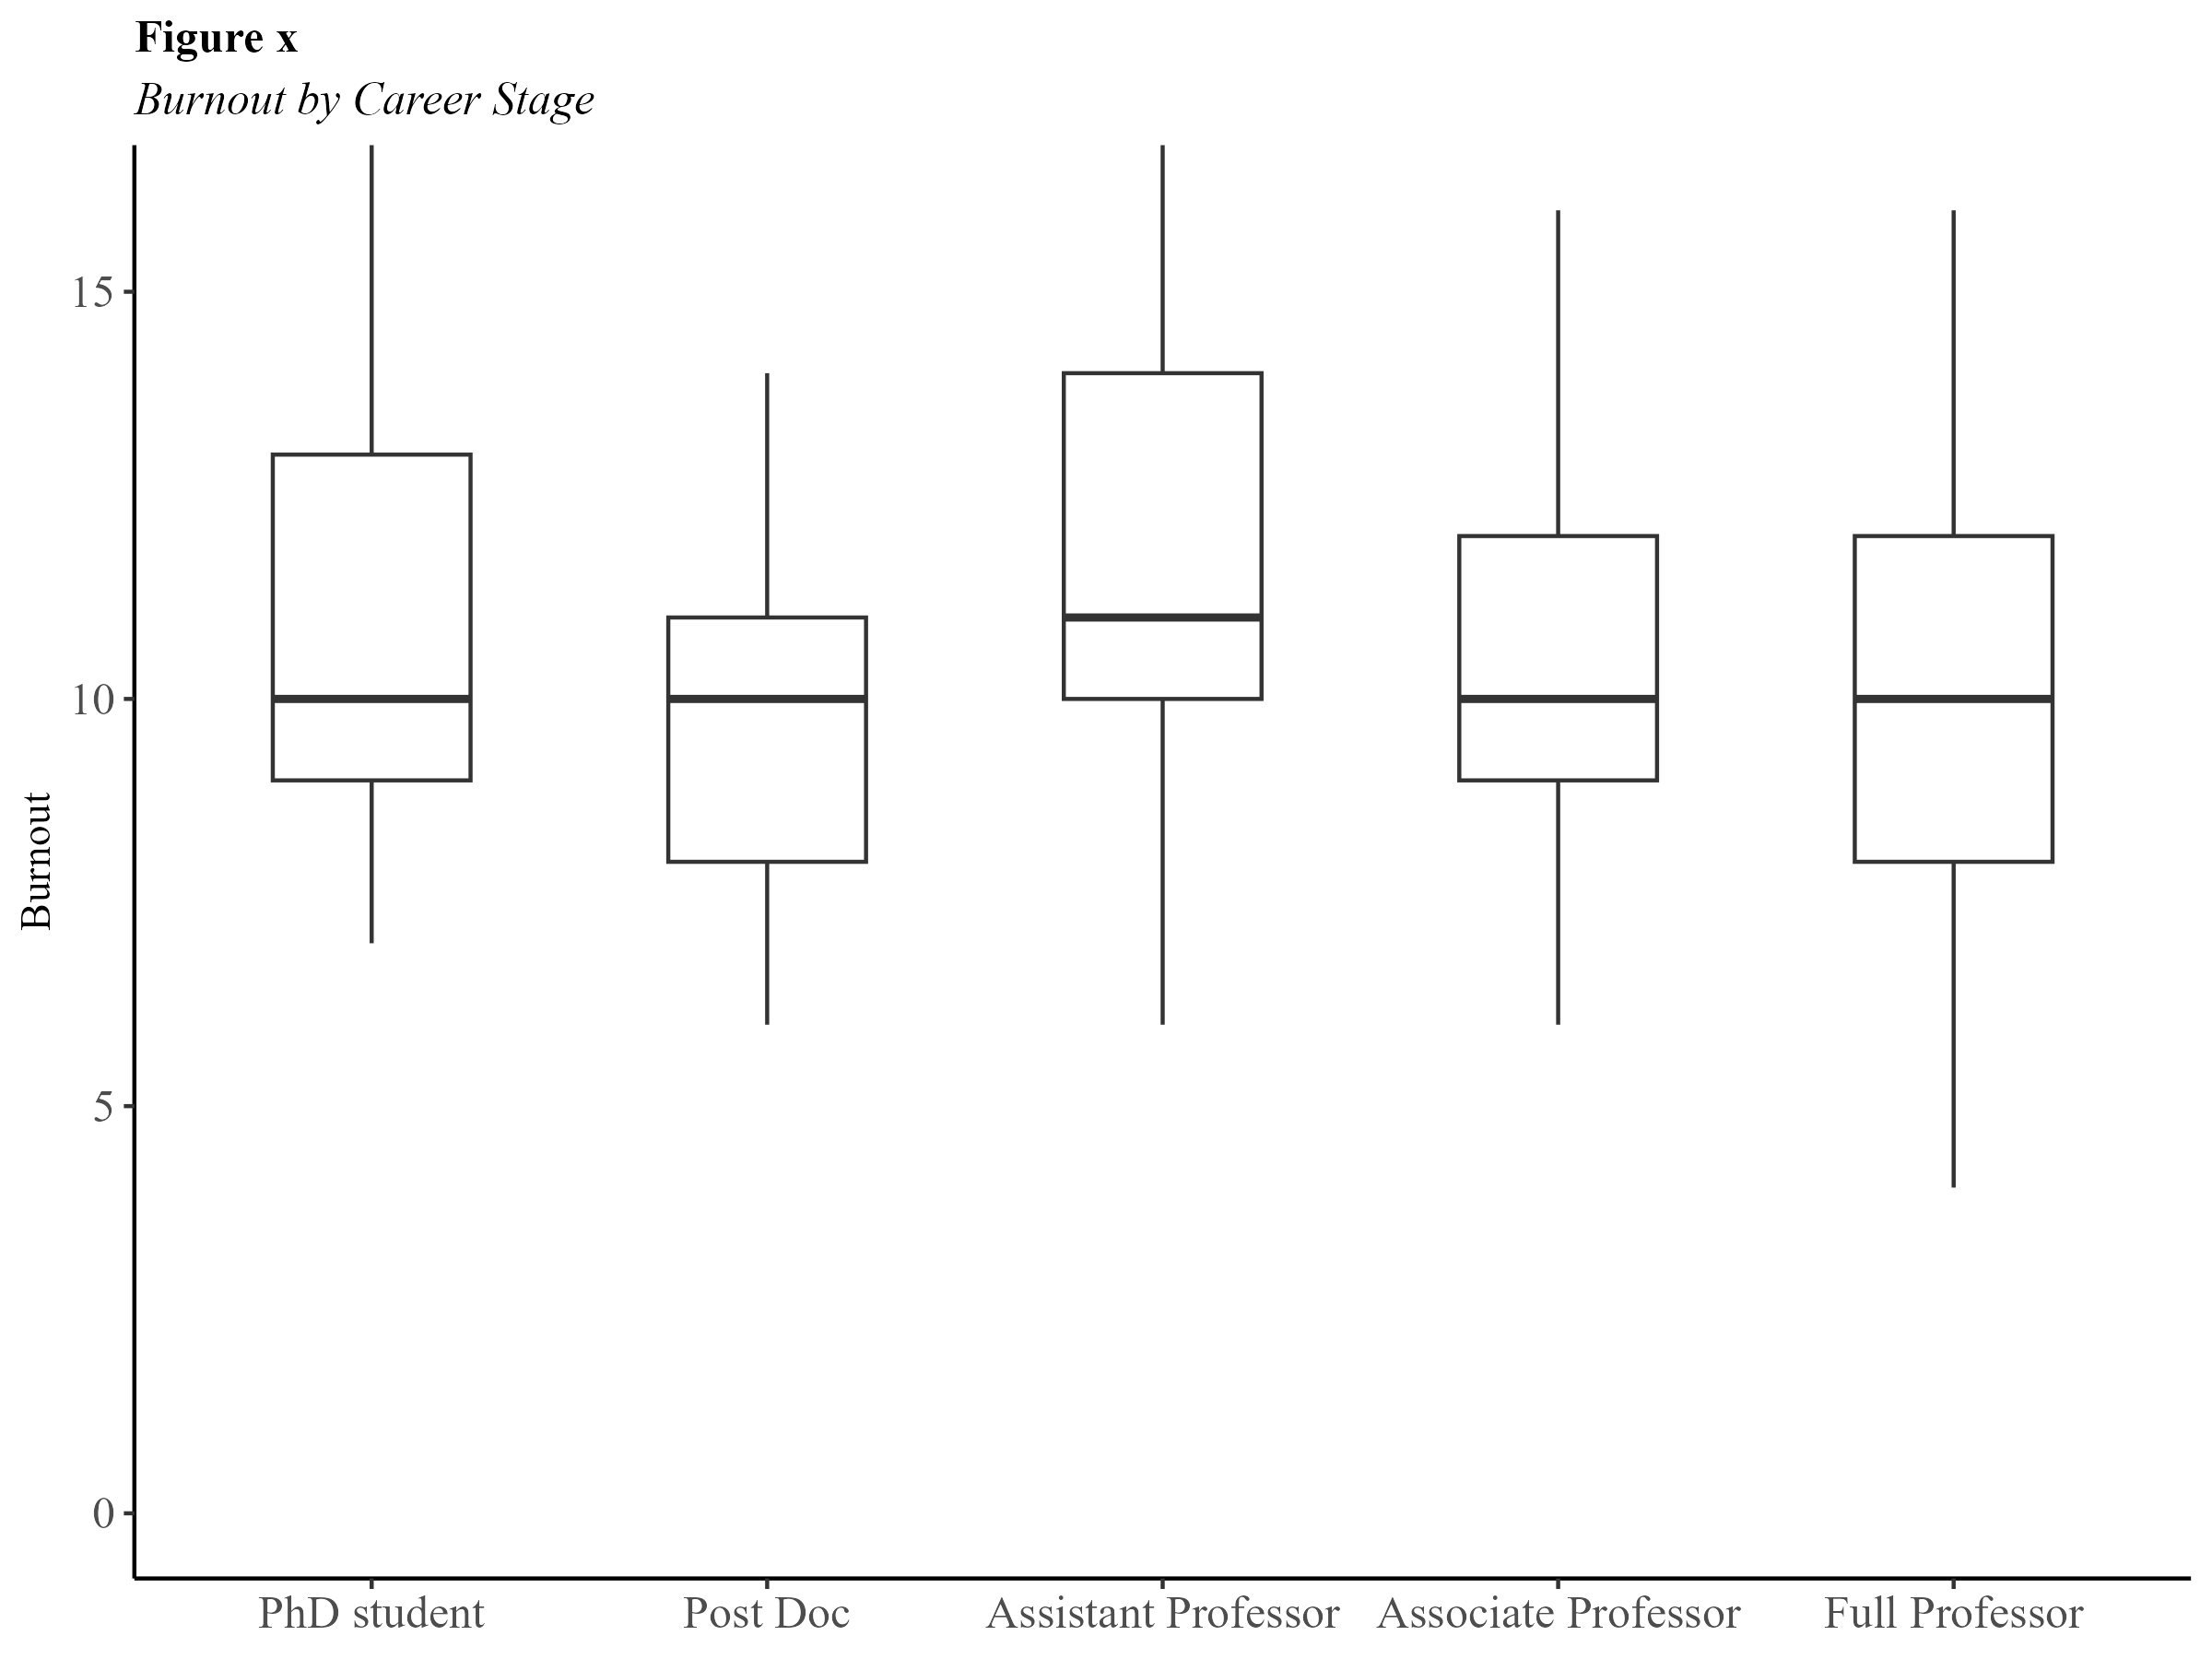 Figure x
Burnout by Career Stage
Burnout
15
10
5
0
PhD student Post Doc Assistant Professor Associate Professor Full Professor